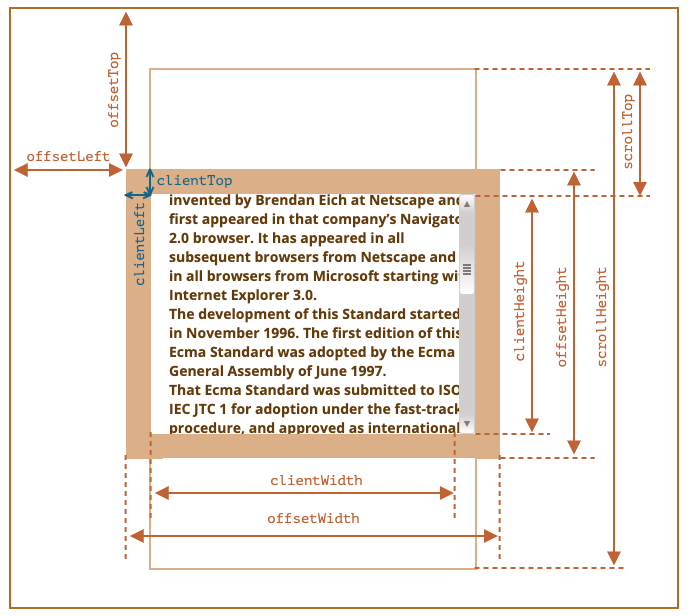 offsetTop
offsetLeft
clientTop
clientLeft
scrollTop
invented by Brendan Eich at Netscape and
first appeared in that company’s Navigato
2.0 browser. It has appeared in all
subsequent browsers from Netscape and
in all browsers from Microsoft starting wi
Internet Explorer 3.0.
The development of this Standard started
in November 1996. The first edition of this
Ecma Standard was adopted by the Ecma
General Assembly of June 1997.
That Ecma Standard was submitted to ISO
IEC JTC 1 for adoption under the fast-track
procedure, and approved as international
clientHeight
offsetHeight
scrollHeight
clientWidth
offsetWidth